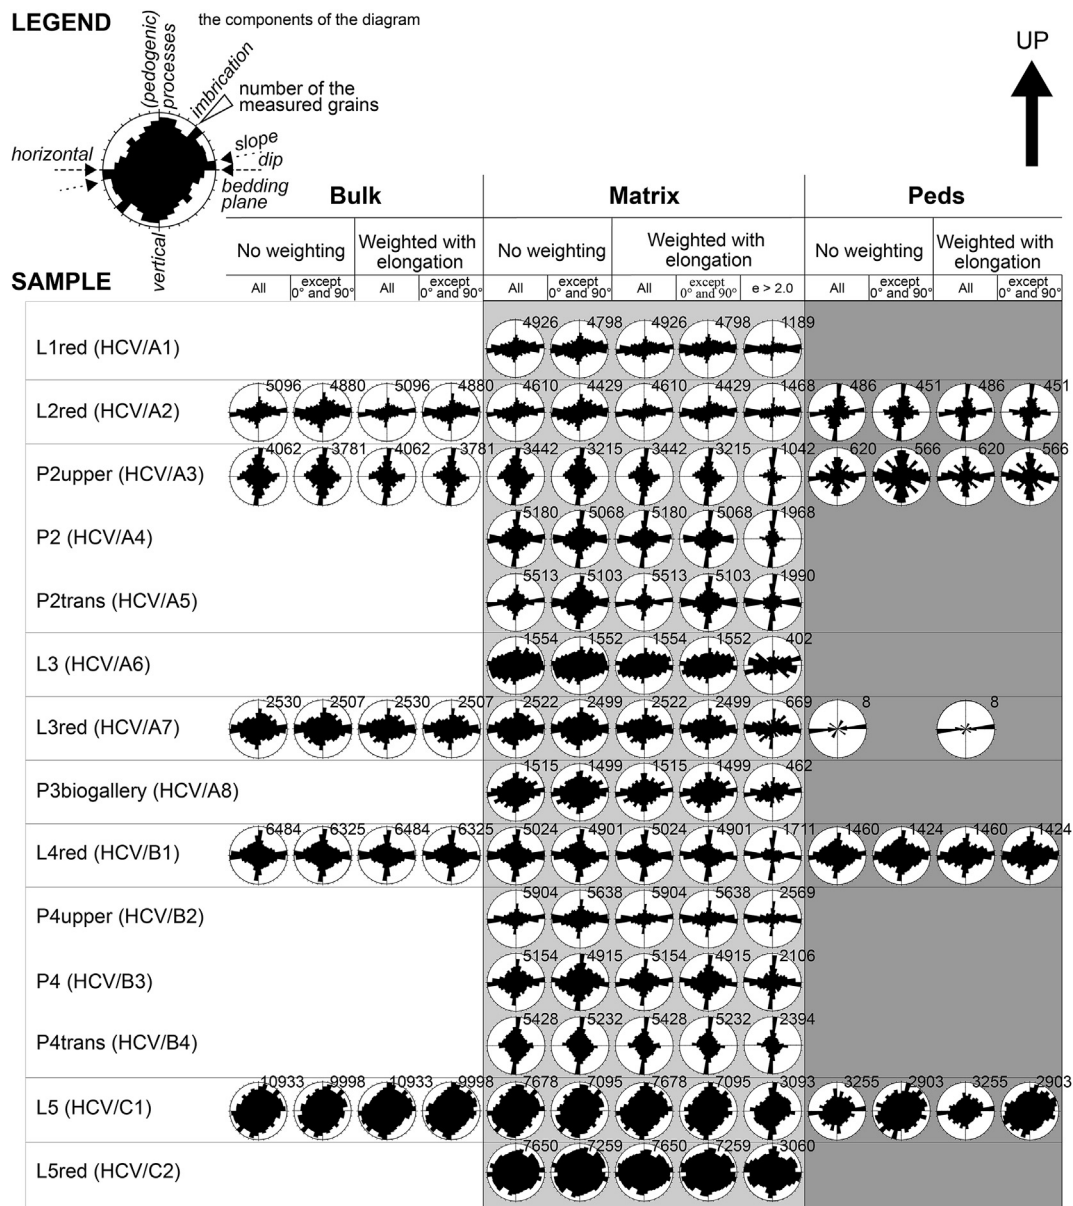 LEGEND
the components of the diagram
UP
(pedogenic)
processes
imbrication
number of the
measured grains
horizontal
slope
dip
bedding
plane
vertical
Bulk Matrix Peds
No weighting Weighted with elongation No weighting Weighted with elongation No weighting Weighted with elongation
SAMPLE
All except 0° and 90° All except 0° and 90° All except 0° and 90° All except 0° and 90° e > 2.0 All except 0° and 90° All except 0° and 90°
L1red (HCV/A1) 4926 4798 4926 4798 1189
L2red (HCV/A2) 5096 4880 5096 4880 4610 4429 4610 4429 1468 486 451 486 451
P2upper (HCV/A3) 4062 3781 4062 3781 3442 3215 3442 3215 1042 620 566 620 566
P2 (HCV/A4) 5180 5068 5180 5068 1968
P2trans (HCV/A5) 5513 5103 5513 5103 1990
L3 (HCV/A6) 1554 1552 1554 1552 402
L3red (HCV/A7) 2530 2507 2530 2507 2522 2499 2522 2499 669 8 8
P3biogallery (HCV/A8) 1515 1499 1515 1499 462
L4red (HCV/B1) 6484 6325 6484 6325 5024 4901 5024 4901 1711 1460 1424 1460 1424
P4upper (HCV/B2) 5904 5638 5904 5638 2569
P4 (HCV/B3) 5154 4915 5154 4915 2106
P4trans (HCV/B4) 5428 5232 5428 5232 2394
L5 (HCV/C1) 10933 9998 10933 9998 7678 7095 7678 7095 3093 3255 2903 3255 2903
L5red (HCV/C2) 7650 7259 7650 7259 3060